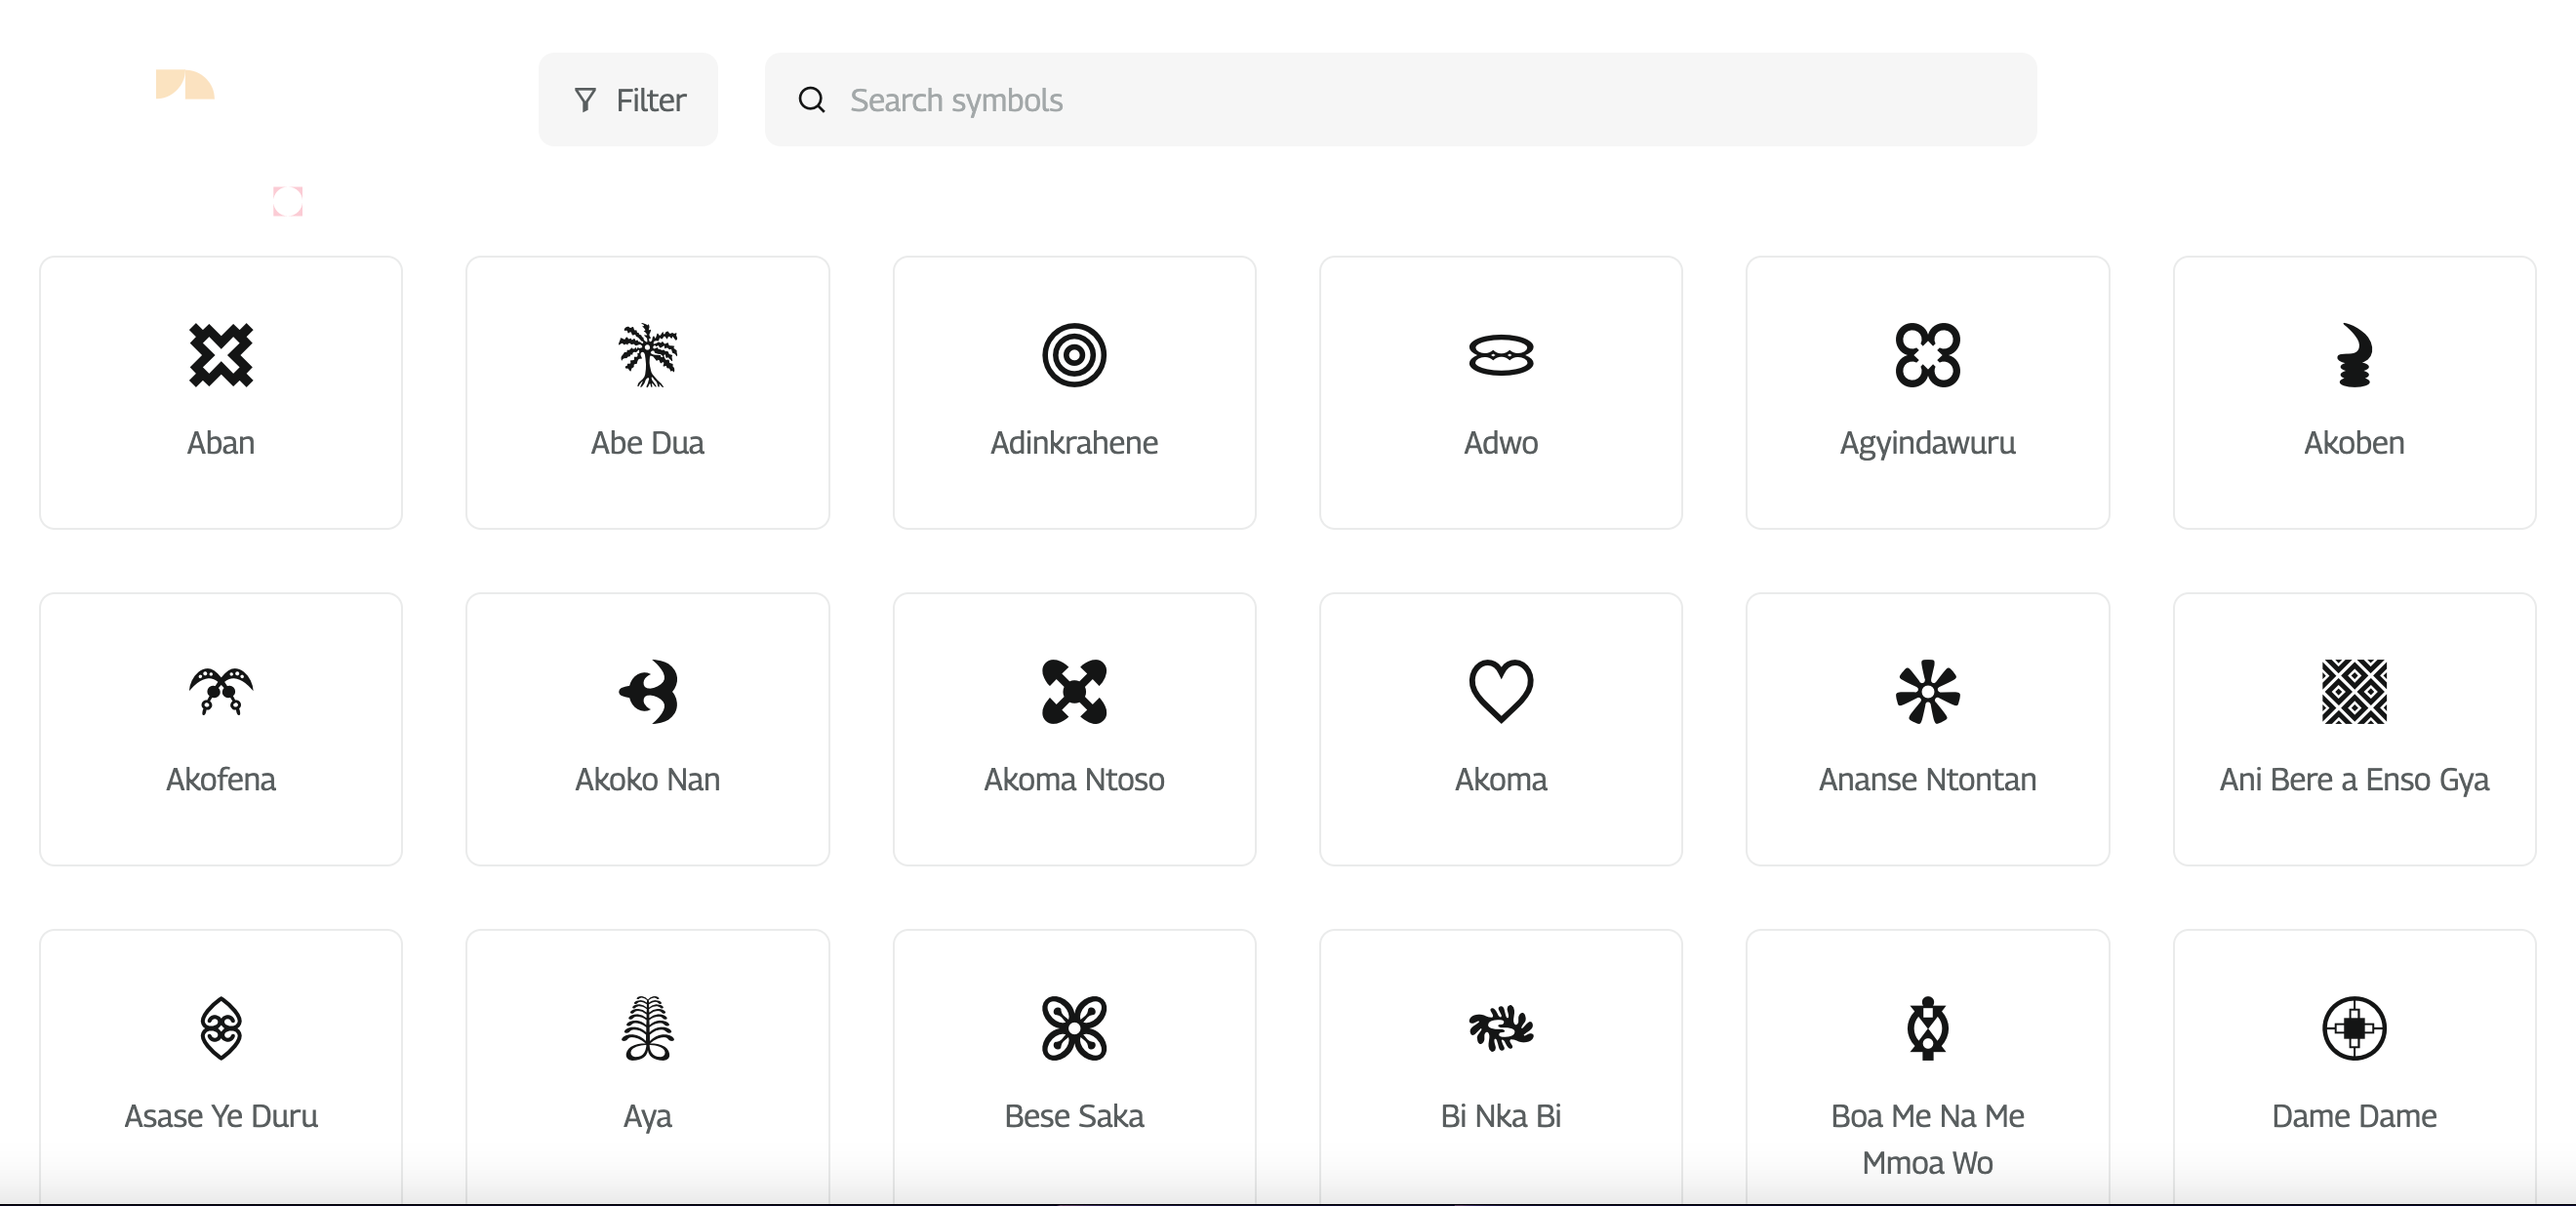 Filter
Search symbols
Aban
Abe Dua
Adinkrahene
Adwo
Agyindawuru
Akoben
Akofena
Akoko Nan
Akoma Ntoso
Akoma
Ananse Ntontan
Ani Bere a Enso Gya
Asase Ye Duru
Aya
Bese Saka
Bi Nka Bi
Boa Me Na Me
Mmoa Wo
Dame Dame